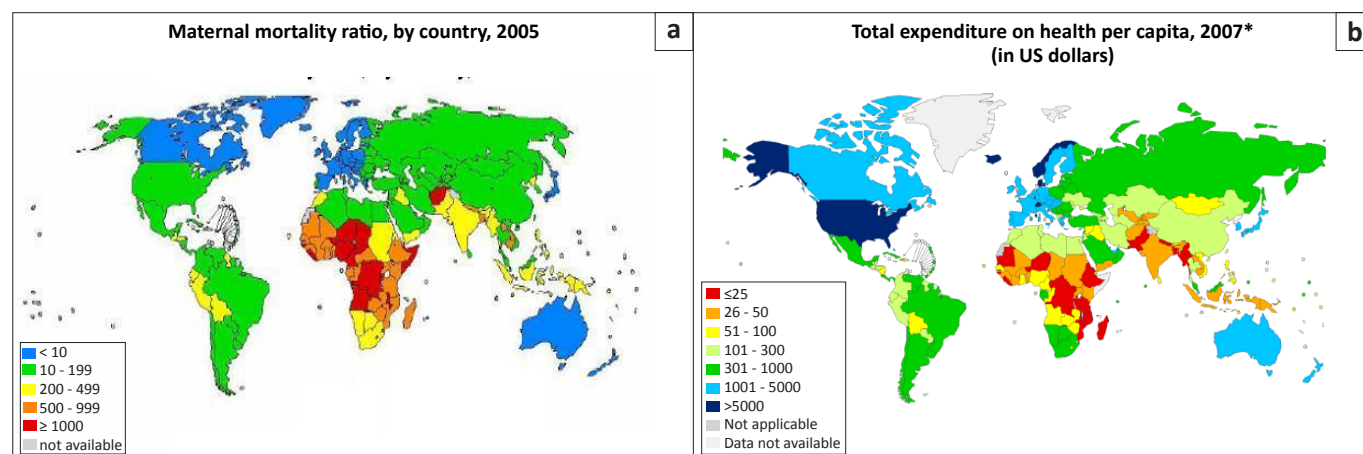 Maternal mortality ratio, by country, 2005
a
< 10
10 - 199
200 - 499
500 - 999
≥ 1000
not available
Total expenditure on health per capita, 2007*
(in US dollars)
b
≤25
26 - 50
51 - 100
101 - 300
301 - 1000
1001 - 5000
>5000
Not applicable
Data not available